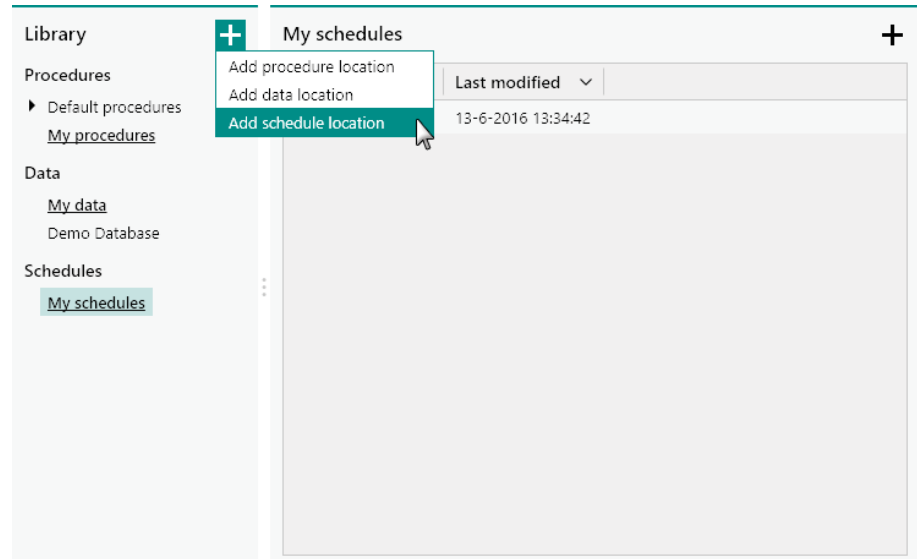 Library
Procedures
Default procedures
My procedures
Data
My data
Demo Database
Schedules
My schedules
Add procedure location
Add data location
Add schedule location
My schedules
Last modified
13-6-2016 13:34:42